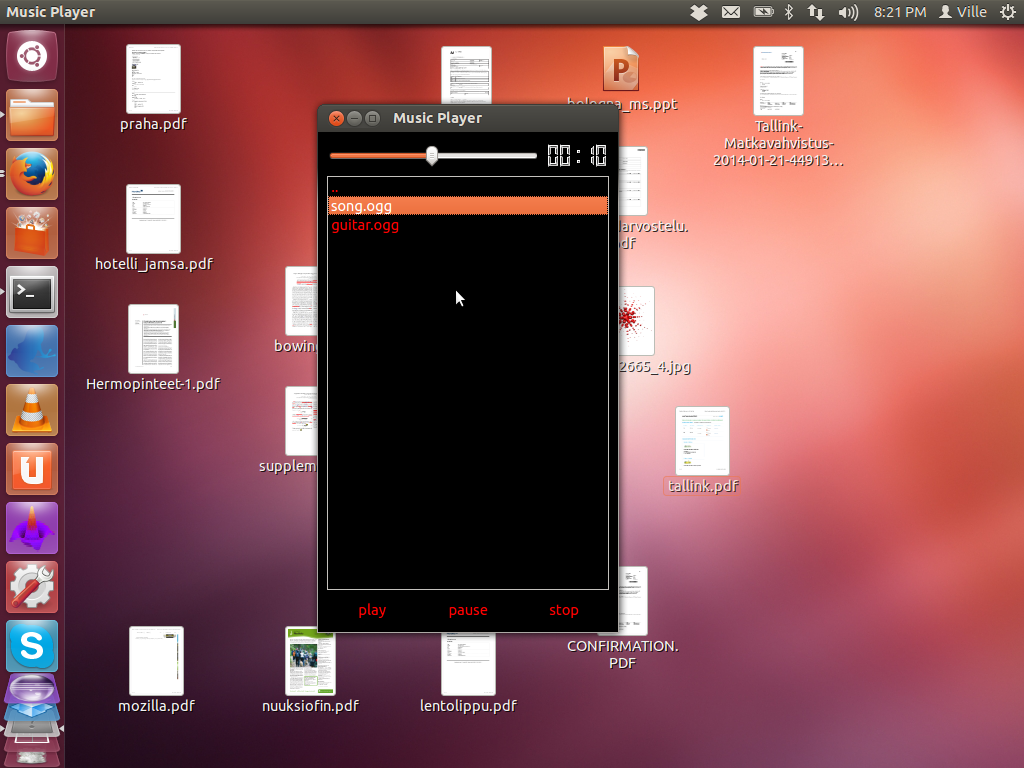 Music Player
8:21 PM
Ville
praha.pdf
_ms.ppt
Tallink-
Matkavahvistus-
2014-01-21-44913...
Music Player
00:10
..
song.ogg
guitar.ogg
arvostelu.
df
hotelli_jamsa.pdf
bowin
2665_4.jpg
Hermopinteet-1.pdf
supplem
tallink.pdf
play
pause
stop
CONFIRMATION.
PDF
mozilla.pdf
nuuksiofin.pdf
lentolippu.pdf